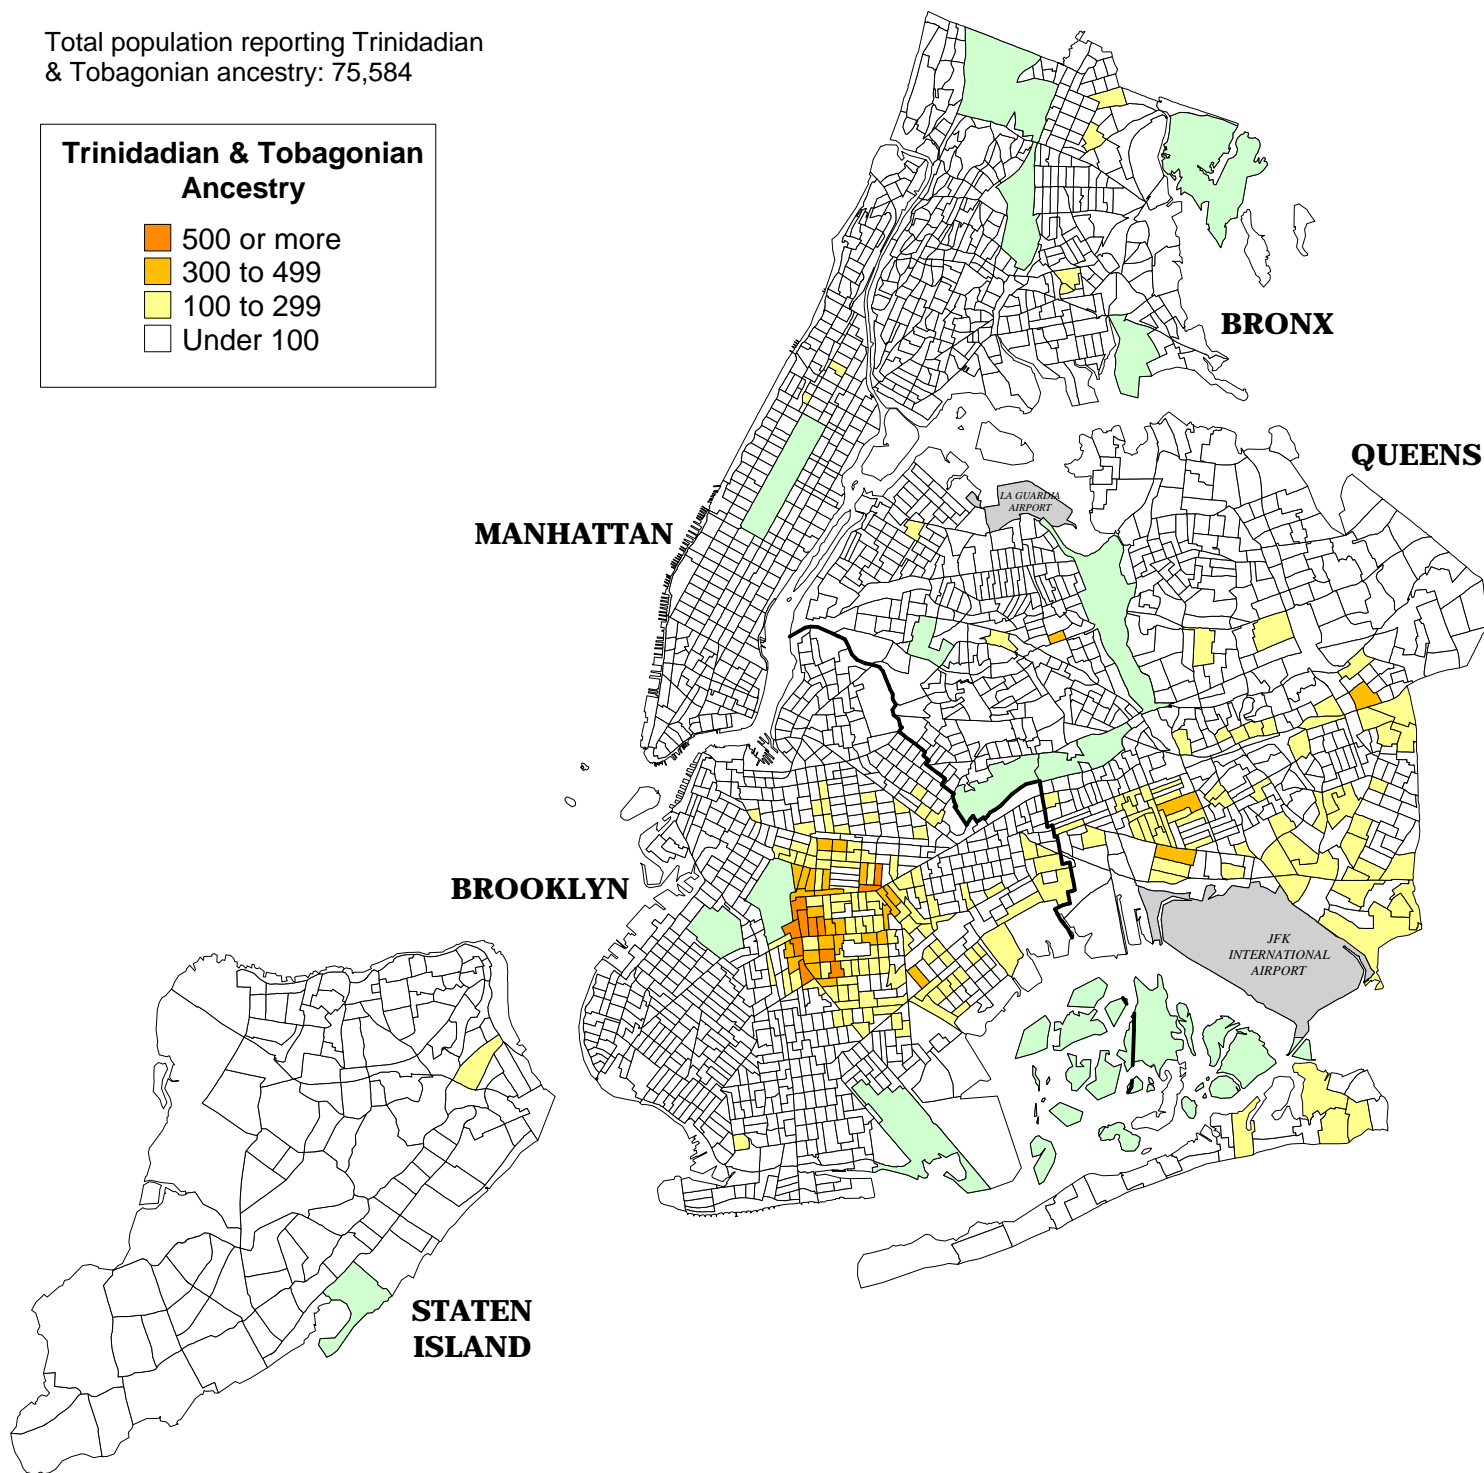 Total population reporting Trinidadian
& Tobagonian ancestry: 75,584
Trinidadian & Tobagonian
Ancestry
500 or more
300 to 499
100 to 299
Under 100
BRONX
QUEENS
LA GUARDIA
AIRPORT
MANHATTAN
BROOKLYN
JFK
INTERNATIONAL
AIRPORT
STATEN
ISLAND